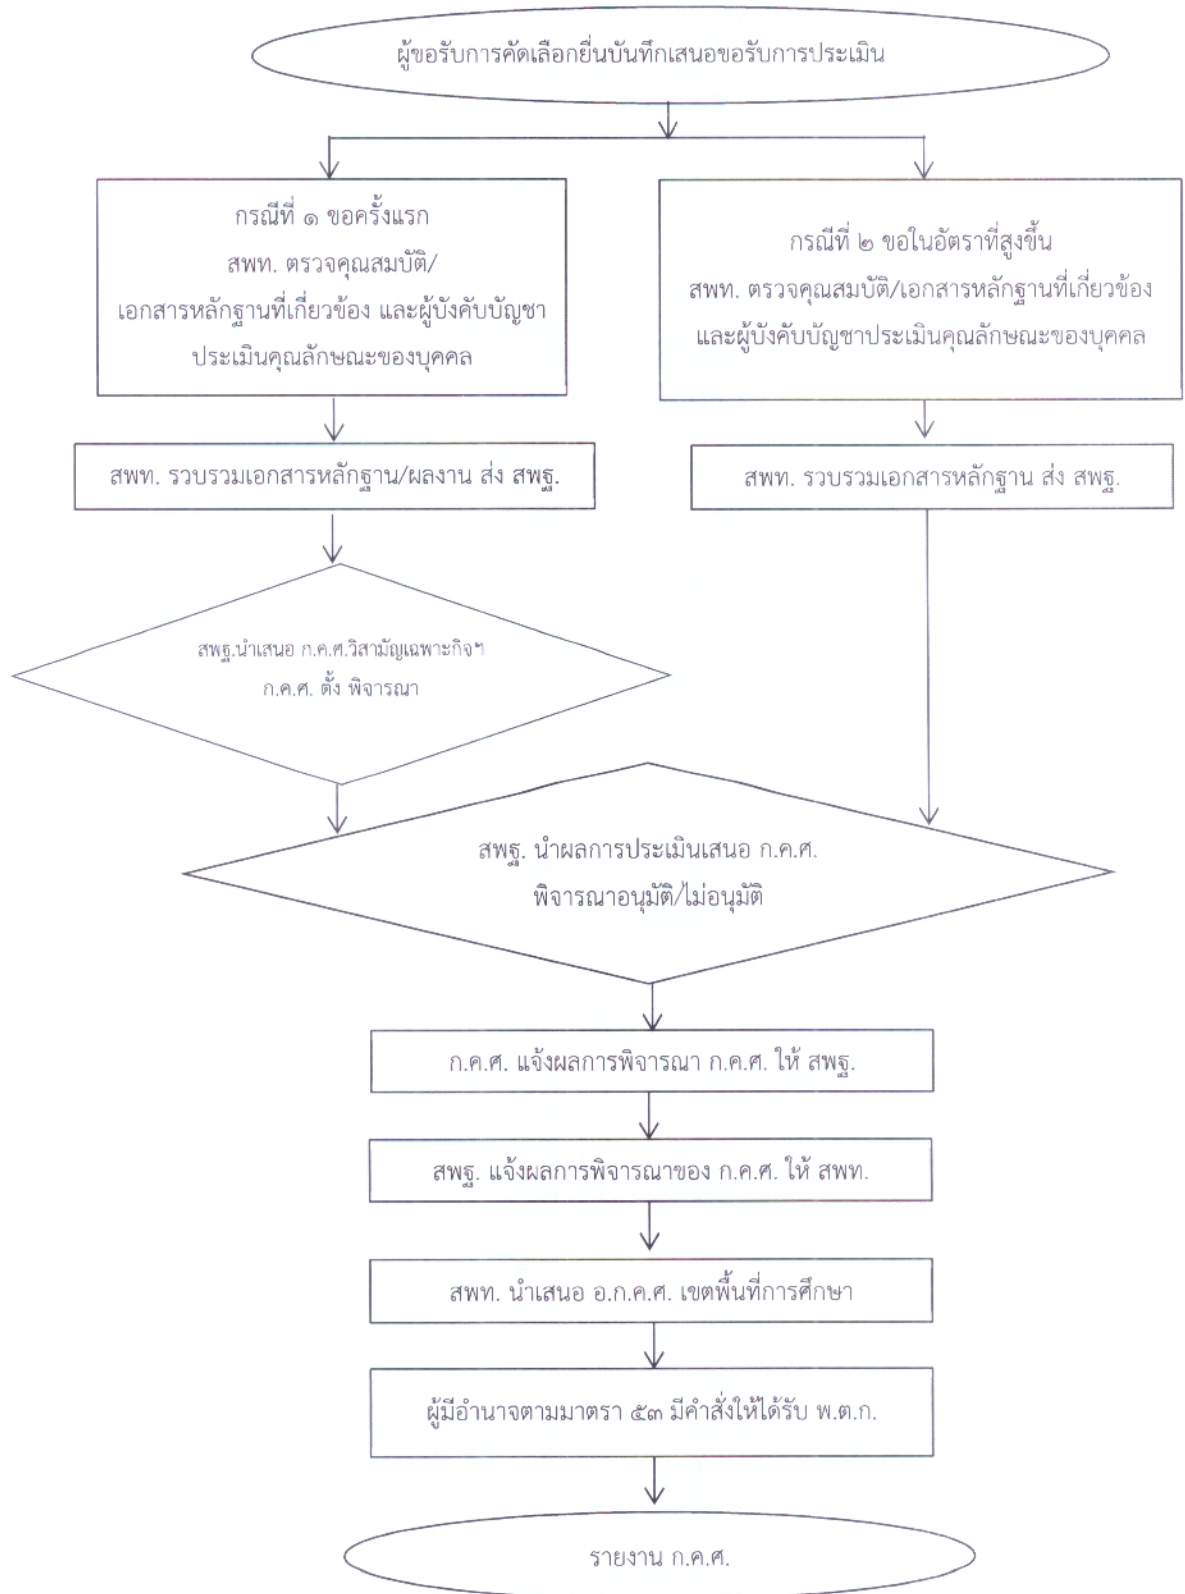 ผู้ขอรับการคัดเลือกยื่นบันทึกเสนอขอรับการประเมิน
กรณีที่ ๑ ขอครั้งแรก
สพท. ตรวจคุณสมบัติ/
เอกสารหลักฐานที่เกี่ยวข้อง และผู้บังคับบัญชา
ประเมินคุณลักษณะของบุคคล
กรณีที่ ๒ ขอในอัตราที่สูงขึ้น
สพท. ตรวจคุณสมบัติ/เอกสารหลักฐานที่เกี่ยวข้อง
และผู้บังคับบัญชาประเมินคุณลักษณะของบุคคล
สพท. รวบรวมเอกสารหลักฐาน/ผลงาน ส่ง สพฐ.
สพท. รวบรวมเอกสารหลักฐาน ส่ง สพฐ.
สพฐ.นำเสนอ ก.ค.ศ.วิสามัญเฉพาะกิจฯ
ก.ค.ศ. ตั้ง พิจารณา
สพฐ. นำผลการประเมินเสนอ ก.ค.ศ.
พิจารณาอนุมัติ/ไม่อนุมัติ
ก.ค.ศ. แจ้งผลการพิจารณา ก.ค.ศ. ให้ สพฐ.
สพฐ. แจ้งผลการพิจารณาของ ก.ค.ศ. ให้ สพท.
สพท. นำเสนอ อ.ก.ค.ศ. เขตพื้นที่การศึกษา
ผู้มีอำนาจตามมาตรา ๕๓ มีคำสั่งให้ได้รับ พ.ต.ก.
รายงาน ก.ค.ศ.